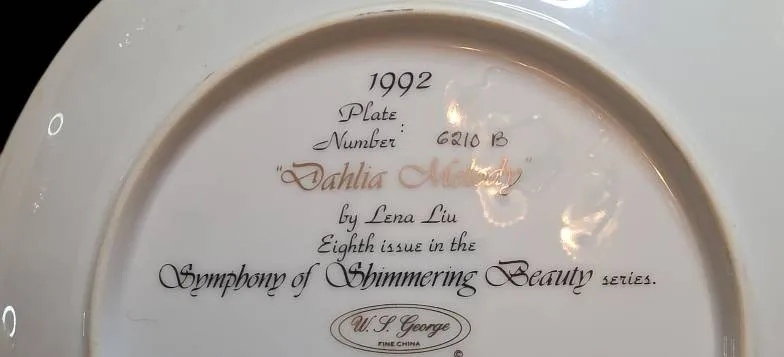 1992
Plate
Number: 6210 B
"Dahlia Melody"
by Lena Liu
Eighth issue in the
Symphony of Shimmering Beauty series.
W. S. George
FINE CHINA
©